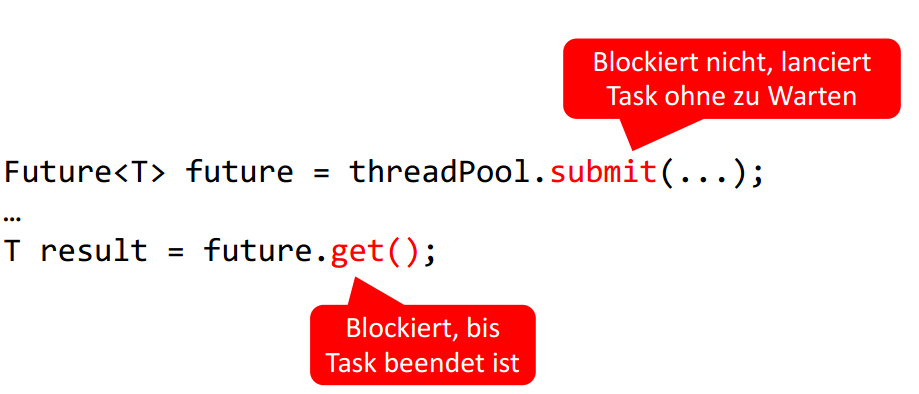 Blockiert nicht, lanciert
Task ohne zu Warten
Future<T> future = threadPool.submit(...);
…
T result = future.get();
Blockiert, bis
Task beendet ist